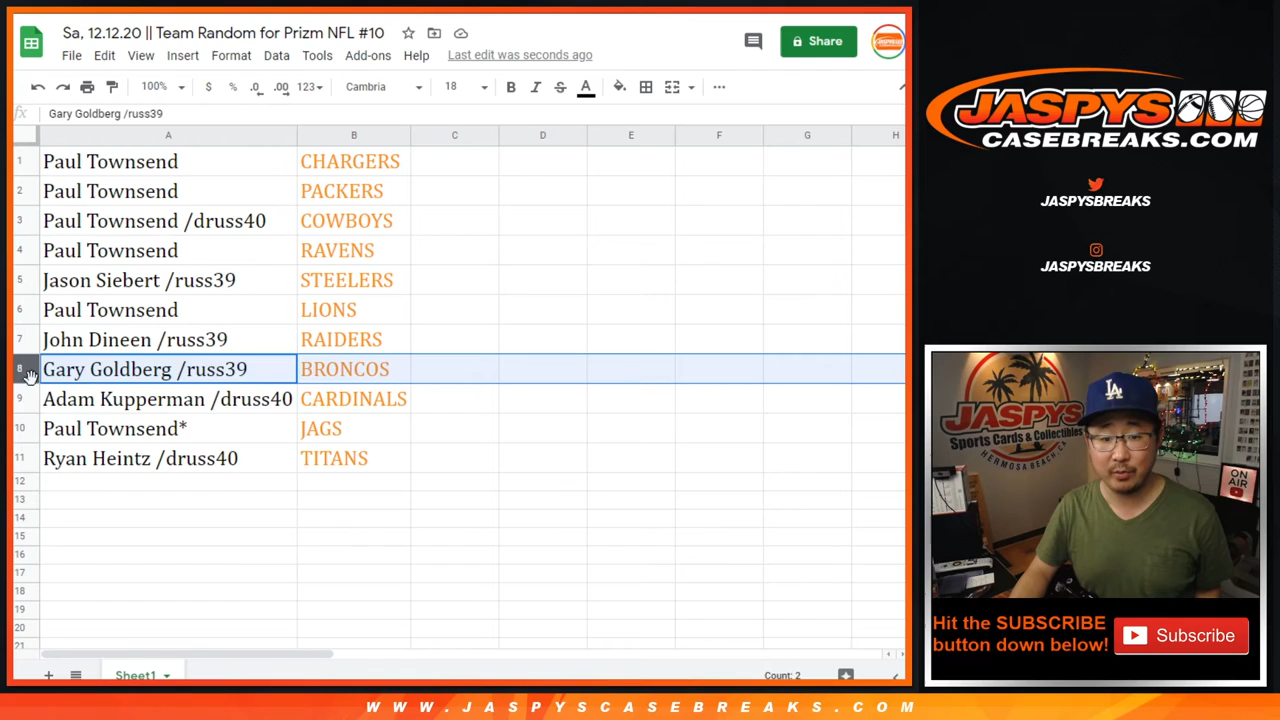 Sa, 12.12.20 || Team Random for Prizm NFL #10
File Edit View Insert Format Data Tools Add-ons Help Last edit was seconds ago
Share
100% $ % .0 .00 123 Cambria 18 B I S A
fx Gary Goldberg /russ39
A B C D E F G H
1 Paul Townsend CHARGERS
2 Paul Townsend PACKERS
3 Paul Townsend /druss40 COWBOYS
4 Paul Townsend RAVENS
5 Jason Siebert /russ39 STEELERS
6 Paul Townsend LIONS
7 John Dineen /russ39 RAIDERS
8 Gary Goldberg /russ39 BRONCOS
9 Adam Kupperman /druss40 CARDINALS
10 Paul Townsend* JAGS
11 Ryan Heintz /druss40 TITANS
12
13
14
15
16
17
18
19
20
21
Sheet1
Count: 2
JASPYS
CASEBREAKS.COM
JASPYSBREAKS
JASPYSBREAKS
JASPYS
Sports Cards & Collectibles
HERMOSA BEACH, CA
LA
ON
AIR
Hit the SUBSCRIBE
button down below!
Subscribe
WWW.JASPYSCASEBREAKS.COM